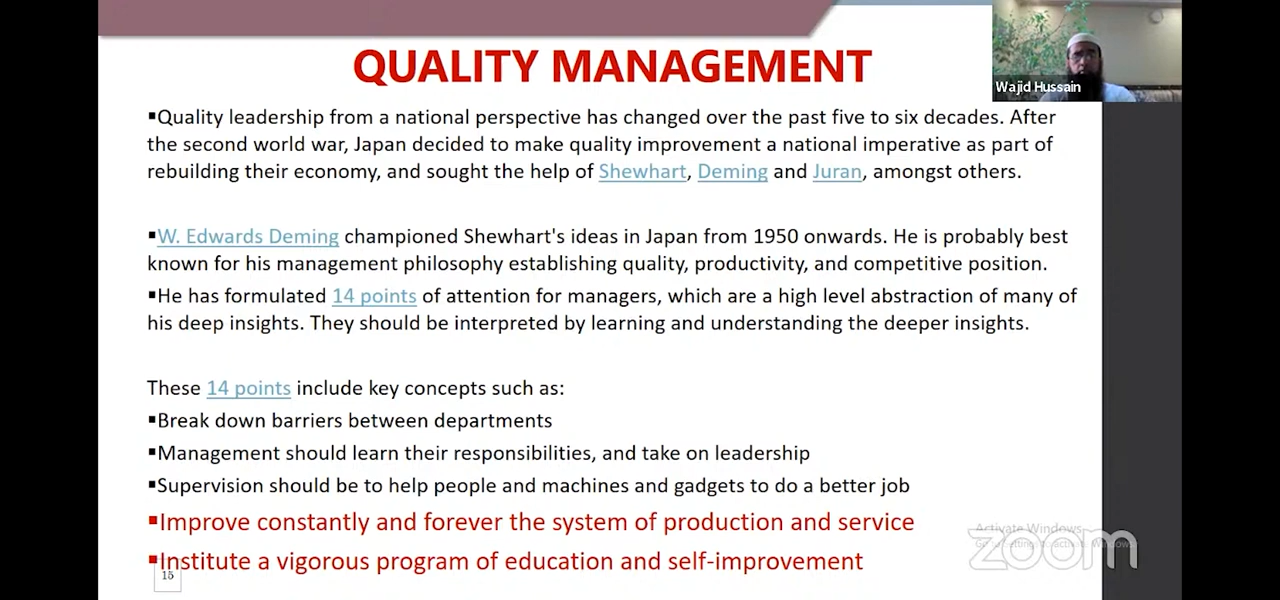 QUALITY MANAGEMENT
Wajid Hussain
▪Quality leadership from a national perspective has changed over the past five to six decades. After
the second world war, Japan decided to make quality improvement a national imperative as part of
rebuilding their economy, and sought the help of Shewhart, Deming and Juran, amongst others.
▪W. Edwards Deming championed Shewhart's ideas in Japan from 1950 onwards. He is probably best
known for his management philosophy establishing quality, productivity, and competitive position.
▪He has formulated 14 points of attention for managers, which are a high level abstraction of many of
his deep insights. They should be interpreted by learning and understanding the deeper insights.
These 14 points include key concepts such as:
▪Break down barriers between departments
▪Management should learn their responsibilities, and take on leadership
▪Supervision should be to help people and machines and gadgets to do a better job
▪Improve constantly and forever the system of production and service
▪Institute a vigorous program of education and self-improvement
15
Activate Windows
zoom